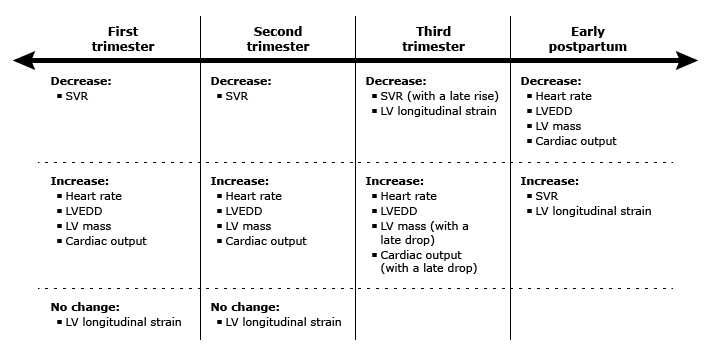 First trimester
Second trimester
Third trimester
Early postpartum
Decrease:
▪ SVR
Decrease:
▪ SVR
Decrease:
▪ SVR (with a late rise)
▪ LV longitudinal strain
Decrease:
▪ Heart rate
▪ LVEDD
▪ LV mass
▪ Cardiac output
Increase:
▪ Heart rate
▪ LVEDD
▪ LV mass
▪ Cardiac output
Increase:
▪ Heart rate
▪ LVEDD
▪ LV mass
▪ Cardiac output
Increase:
▪ Heart rate
▪ LVEDD
▪ LV mass (with a
late drop)
▪ Cardiac output
(with a late drop)
Increase:
▪ SVR
▪ LV longitudinal strain
No change:
▪ LV longitudinal strain
No change:
▪ LV longitudinal strain